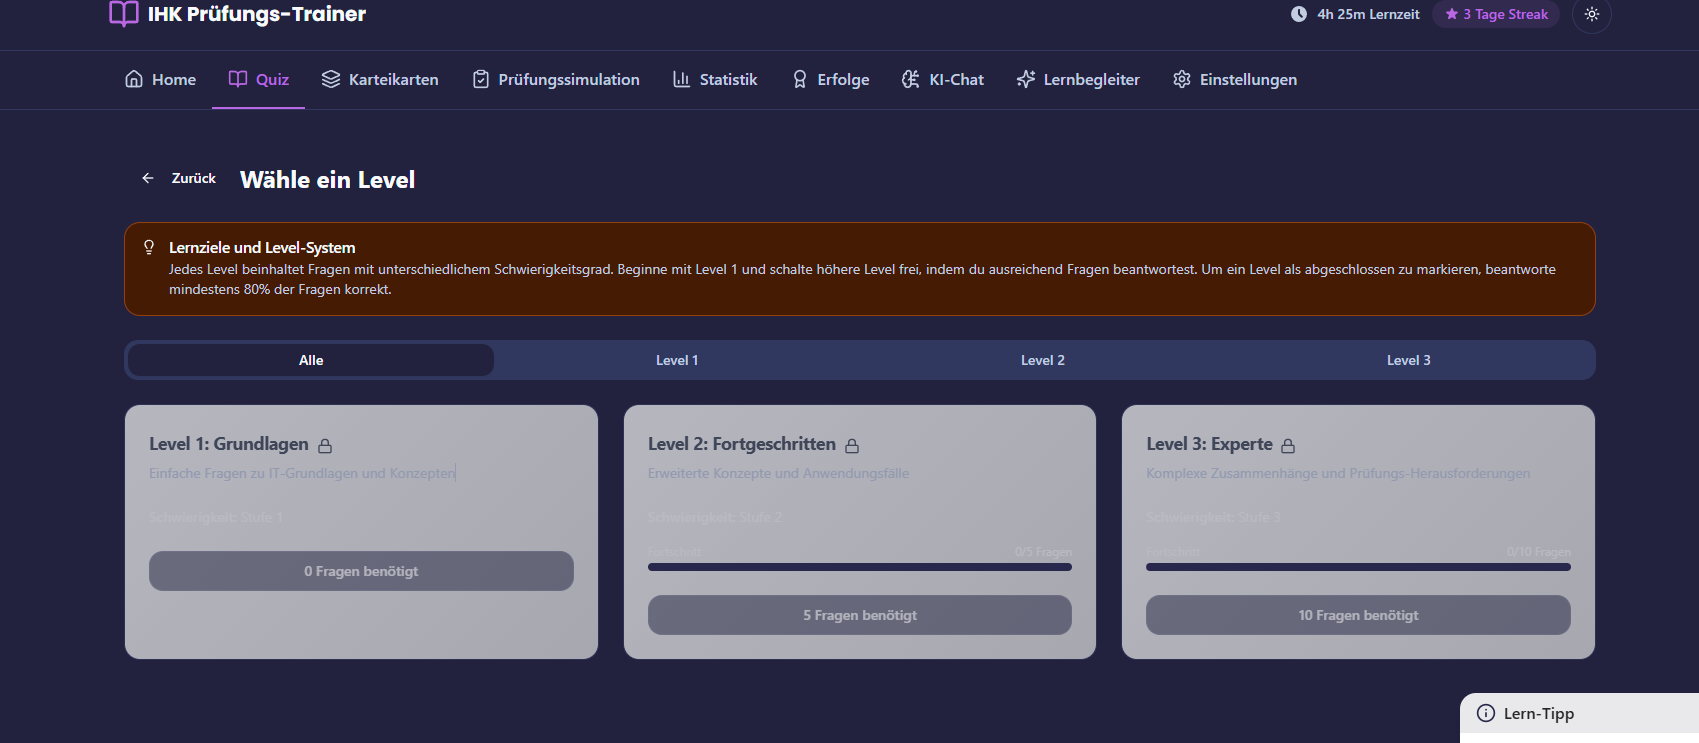 IHK Prüfungs-Trainer
4h 25m Lernzeit
3 Tage Streak
Home
Quiz
Karteikarten
Prüfungssimulation
Statistik
Erfolge
KI-Chat
Lernbegleiter
Einstellungen
Zurück
Wähle ein Level
Lernziele und Level-System
Jedes Level beinhaltet Fragen mit unterschiedlichem Schwierigkeitsgrad. Beginne mit Level 1 und schalte höhere Level frei, indem du ausreichend Fragen beantwortest. Um ein Level als abgeschlossen zu markieren, beantworte
mindestens 80% der Fragen korrekt.
Alle
Level 1
Level 2
Level 3
Level 1: Grundlagen
Einfache Fragen zu IT-Grundlagen und Konzepten
Schwierigkeit: Stufe 1
0 Fragen benötigt
Level 2: Fortgeschritten
Erweiterte Konzepte und Anwendungsfälle
Schwierigkeit: Stufe 2
Fortschritt
0/5 Fragen
5 Fragen benötigt
Level 3: Experte
Komplexe Zusammenhänge und Prüfungs-Herausforderungen
Schwierigkeit: Stufe 3
Fortschritt
0/10 Fragen
10 Fragen benötigt
Lern-Tipp